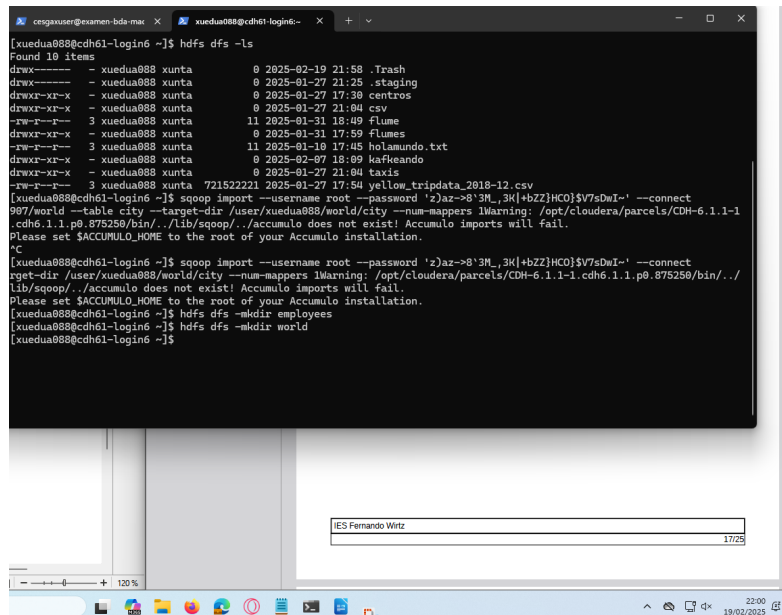 cesgaxuser@examen-bda-mac
xuedua088@cdh61-login6:~
[xuedua088@cdh61-login6 ~]$ hdfs dfs -ls
Found 10 items
drwx------ - xuedua088 xunta 0 2025-02-19 21:58 .Trash
drwx------ - xuedua088 xunta 0 2025-01-27 21:25 .staging
drwxr-xr-x - xuedua088 xunta 0 2025-01-27 17:30 centros
drwxr-xr-x - xuedua088 xunta 0 2025-01-27 21:04 csv
-rw-r--r-- 3 xuedua088 xunta 11 2025-01-31 18:49 flume
drwxr-xr-x - xuedua088 xunta 0 2025-01-31 17:59 flumes
-rw-r--r-- 3 xuedua088 xunta 11 2025-01-10 17:45 holamundo.txt
drwxr-xr-x - xuedua088 xunta 0 2025-02-07 18:09 kafkeando
drwxr-xr-x - xuedua088 xunta 0 2025-01-27 21:04 taxis
-rw-r--r-- 3 xuedua088 xunta 721522221 2025-01-27 17:54 yellow_tripdata_2018-12.csv
[xuedua088@cdh61-login6 ~]$ sqoop import --username root --password 'z)az->8`3M_,3K|+bZZ}HCO}$V7sDwI~' --connect
907/world --table city --target-dir /user/xuedua088/world/city --num-mappers 1Warning: /opt/cloudera/parcels/CDH-6.1.1-1
.cdh6.1.1.p0.875250/bin/../lib/sqoop/../accumulo does not exist! Accumulo imports will fail.
Please set $ACCUMULO_HOME to the root of your Accumulo installation.
^C
[xuedua088@cdh61-login6 ~]$ sqoop import --username root --password 'z)az->8`3M_,3K|+bZZ}HCO}$V7sDwI~' --connect
rget-dir /user/xuedua088/world/city --num-mappers 1Warning: /opt/cloudera/parcels/CDH-6.1.1-1.cdh6.1.1.p0.875250/bin/../
lib/sqoop/../accumulo does not exist! Accumulo imports will fail.
Please set $ACCUMULO_HOME to the root of your Accumulo installation.
[xuedua088@cdh61-login6 ~]$ hdfs dfs -mkdir employees
[xuedua088@cdh61-login6 ~]$ hdfs dfs -mkdir world
[xuedua088@cdh61-login6 ~]$
IES Fernando Wirtz
17/25
120 %
22:00
19/02/2025